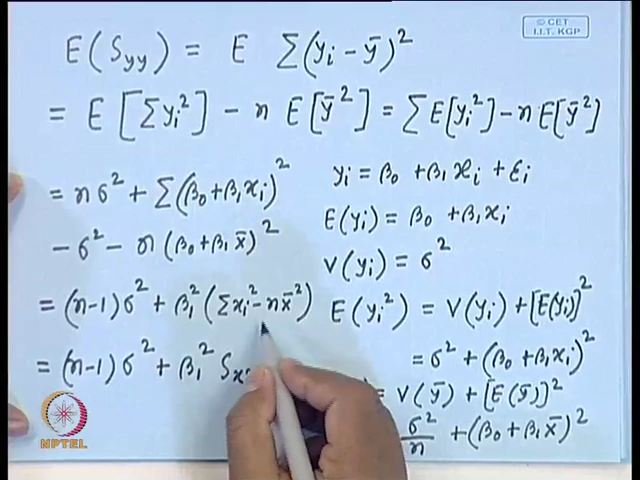 © CET
I.I.T. KGP
E(S_yy) = E Σ(y_i − ȳ)²
= E[Σy_i²] − n E[ȳ²] = ΣE[y_i²] − n E[ȳ²]
= nσ² + Σ(β₀ + β₁x_i)²
− σ² − n(β₀ + β₁x̄)²
= (n−1)σ² + β₁²(Σx_i² − nx̄²)
= (n−1)σ² + β₁² S_x
y_i = β₀ + β₁x_i + ε_i
E(y_i) = β₀ + β₁x_i
V(y_i) = σ²
E(y_i²) = V(y_i) + [E(y_i)]²
= σ² + (β₀ + β₁x_i)²
= V(ȳ) + [E(ȳ)]²
σ²/n + (β₀ + β₁x̄)²
NPTEL